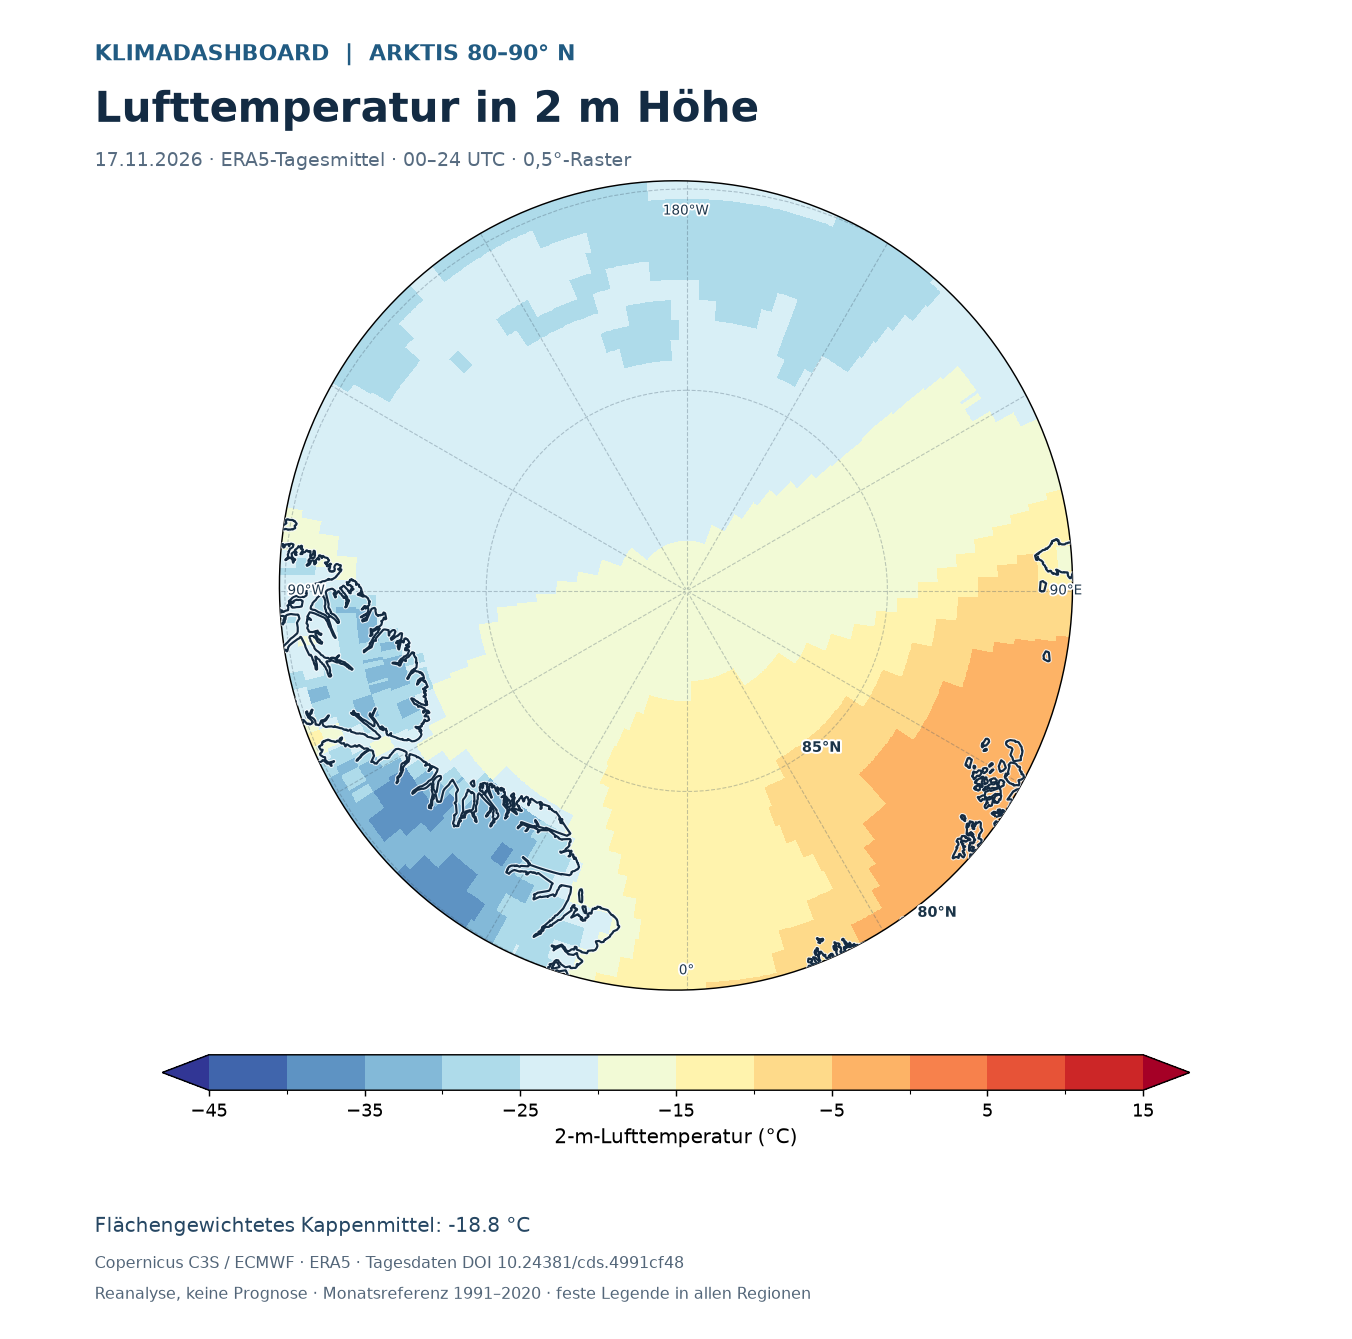 KLIMADASHBOARD | ARKTIS 80–90° N
Lufttemperatur in 2 m Höhe
17.11.2026 · ERA5-Tagesmittel · 00–24 UTC · 0,5°-Raster
180°W
90°W
90°E
85°N
80°N
0°
−45 −35 −25 −15 −5 5 15
2-m-Lufttemperatur (°C)
Flächengewichtetes Kappenmittel: -18.8 °C
Copernicus C3S / ECMWF · ERA5 · Tagesdaten DOI 10.24381/cds.4991cf48
Reanalyse, keine Prognose · Monatsreferenz 1991–2020 · feste Legende in allen Regionen